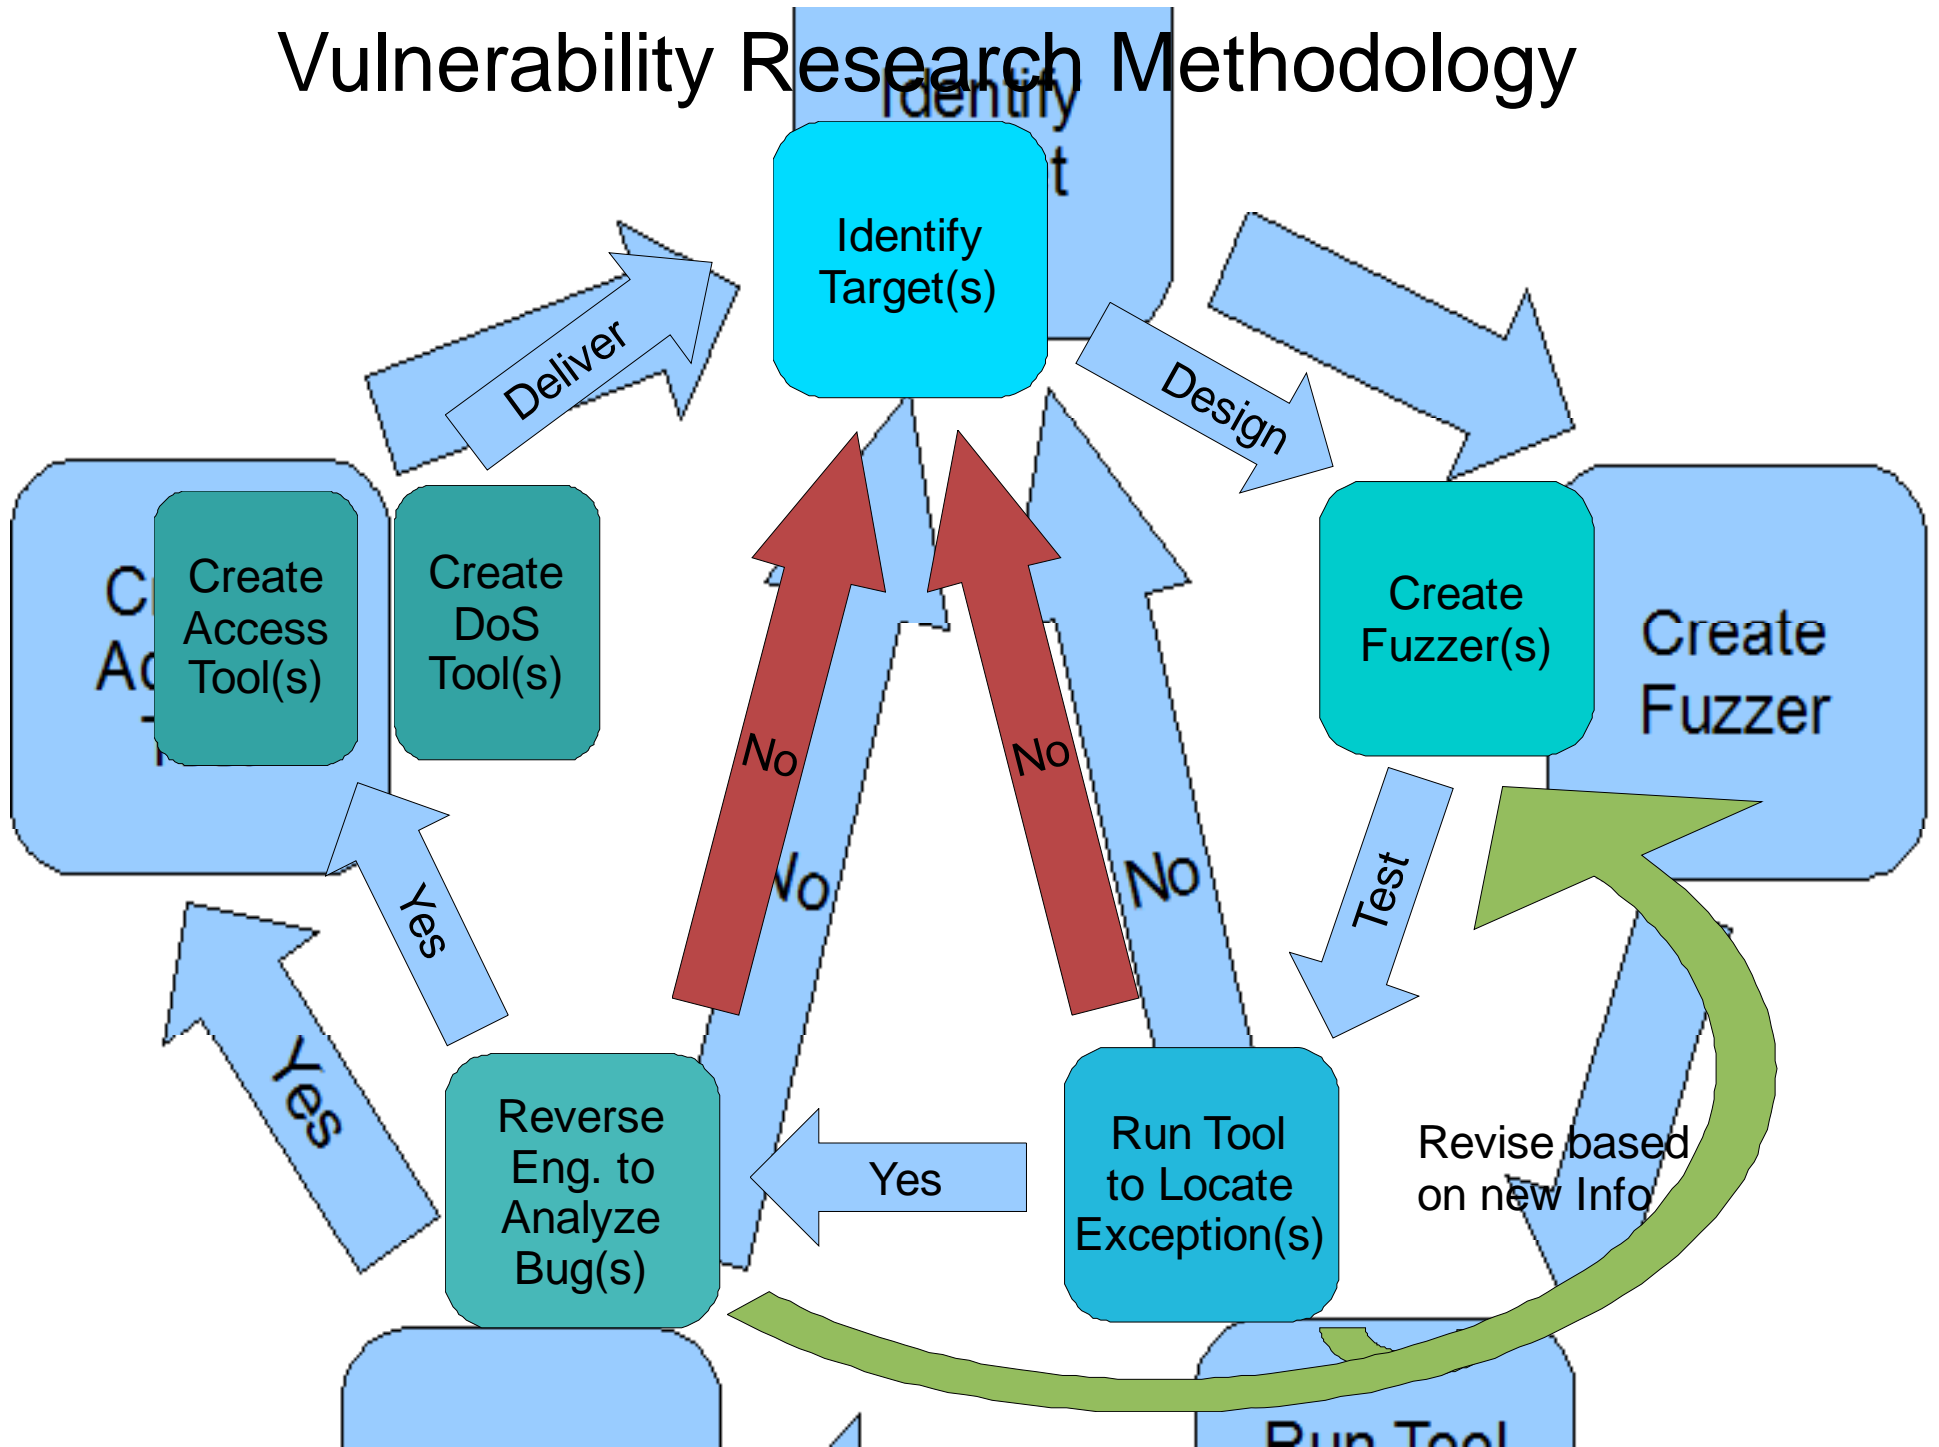 Vulnerability Research Methodology
Identify
t
Identify
Target(s)
Deliver
Design
Create
Access
Tool(s)
Create
DoS
Tool(s)
Create
Fuzzer(s)
Create
Fuzzer
No
No
No
No
Test
Yes
Yes
Reverse
Eng. to
Analyze
Bug(s)
Yes
Run Tool
to Locate
Exception(s)
Revise based
on new Info
Run Tool